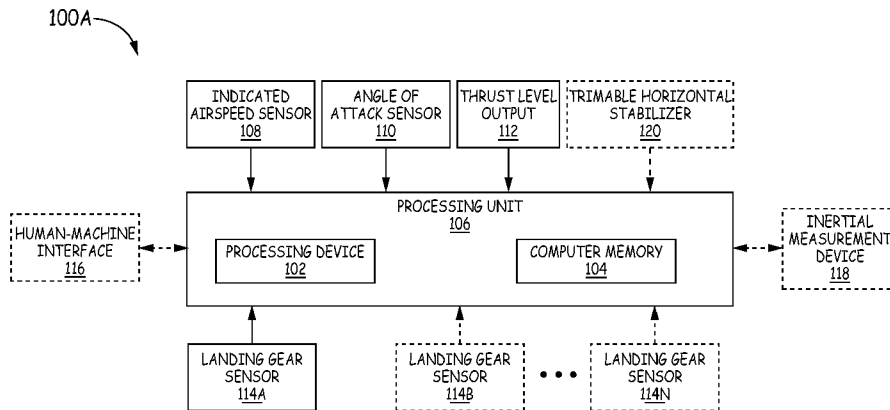 100A
INDICATED
AIRSPEED SENSOR
108
ANGLE OF
ATTACK SENSOR
110
THRUST LEVEL
OUTPUT
112
TRIMABLE HORIZONTAL
STABILIZER
120
PROCESSING UNIT
106
HUMAN-MACHINE
INTERFACE
116
PROCESSING DEVICE
102
COMPUTER MEMORY
104
INERTIAL
MEASUREMENT
DEVICE
118
LANDING GEAR
SENSOR
114A
LANDING GEAR
SENSOR
114B
LANDING GEAR
SENSOR
114N